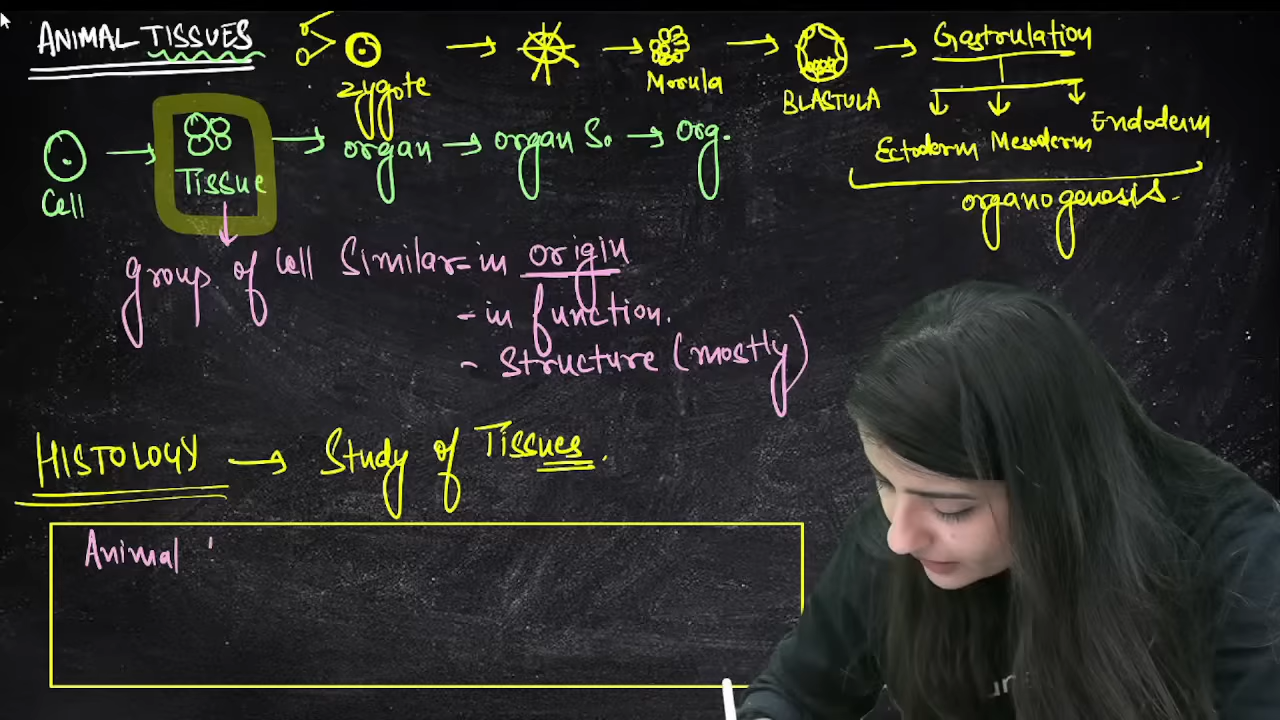 ANIMAL TISSUES
Zygote
Morula
BLASTULA
Gastrulation
Ectoderm Mesoderm Endoderm
organogenesis.
Cell
Tissue
organ
organ S.
Org.
group of Cell Similar - in origin
- in function.
- Structure (mostly)
HISTOLOGY → Study of Tissues.
Animal